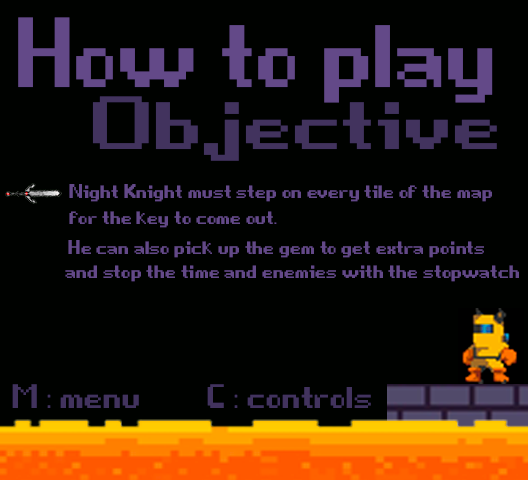 How to play
Objective
Night Knight must step on every tile of the map
for the key to come out.
He can also pick up the gem to get extra points
and stop the time and enemies with the stopwatch
M : menu C : controls